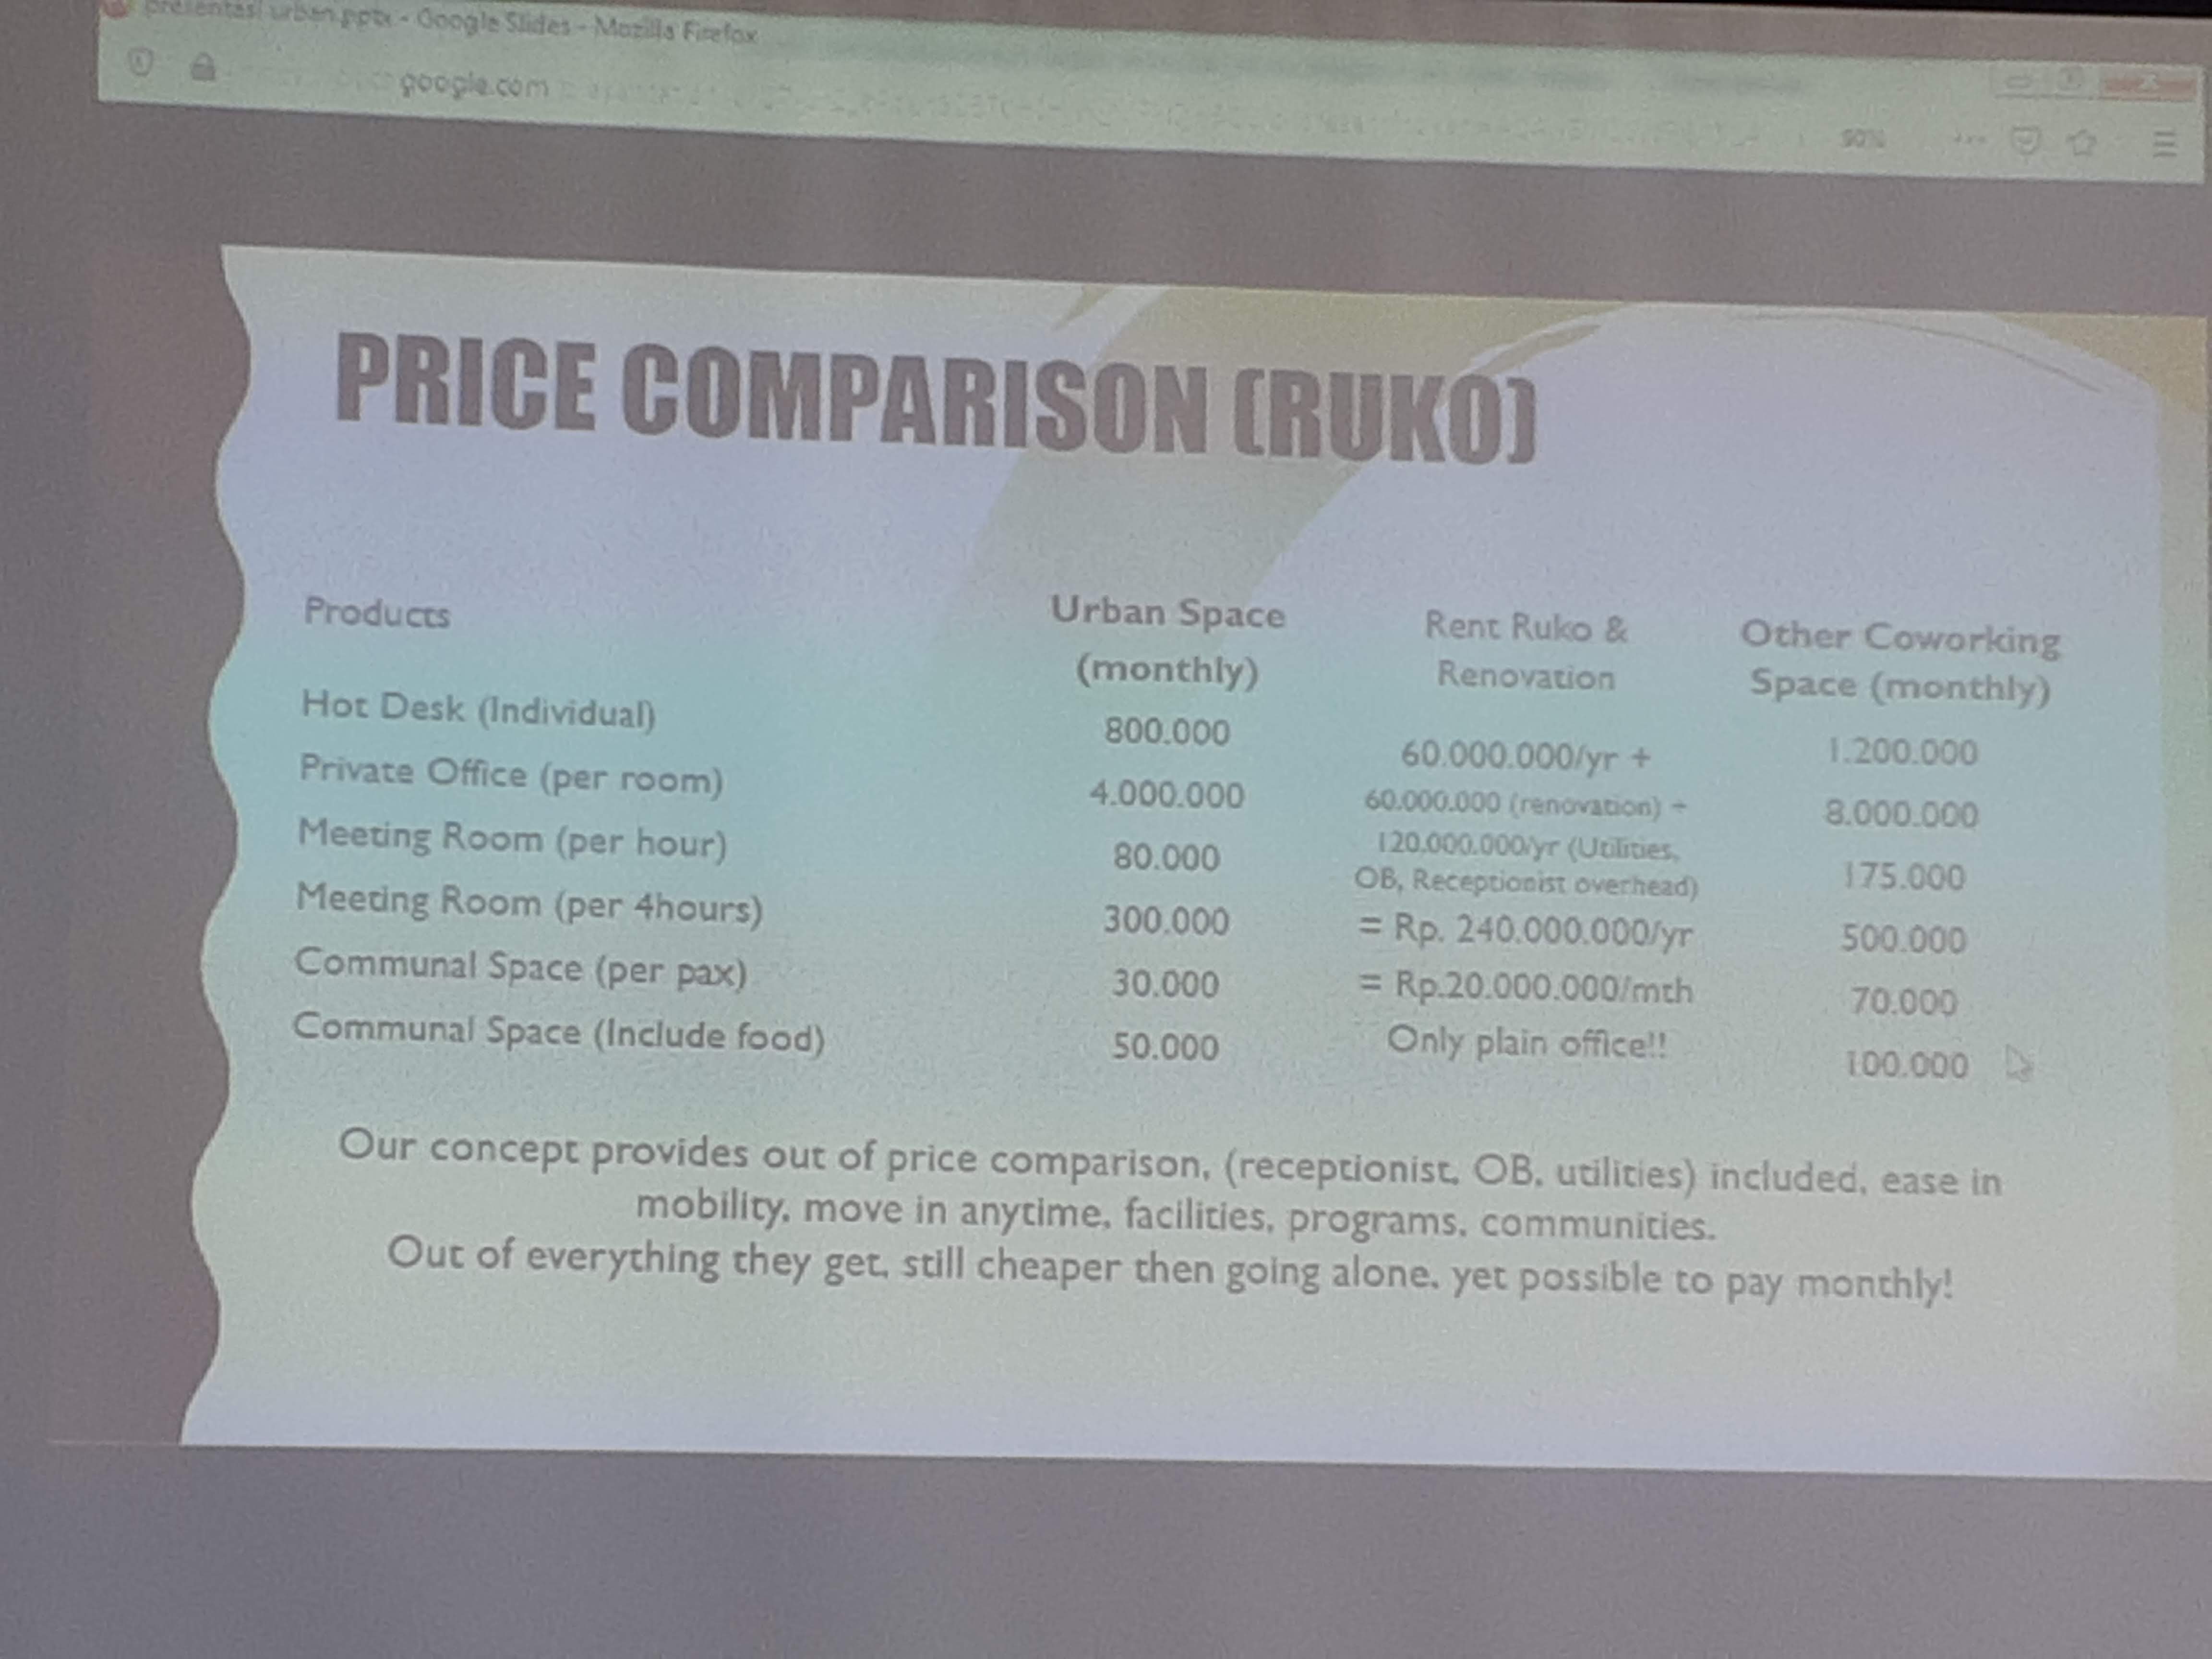 presentasi urban.pptx - Google Slides - Mozilla Firefox
google.com
90%
PRICE COMPARISON (RUKO)
Products
Hot Desk (Individual)
Private Office (per room)
Meeting Room (per hour)
Meeting Room (per 4hours)
Communal Space (per pax)
Communal Space (Include food)
Urban Space
(monthly)
800.000
4.000.000
80.000
300.000
30.000
50.000
Rent Ruko &
Renovation
60.000.000/yr +
60.000.000 (renovation) +
120.000.000/yr (Utilities,
OB, Receptionist overhead)
= Rp. 240.000.000/yr
= Rp.20.000.000/mth
Only plain office!!
Other Coworking
Space (monthly)
1.200.000
8.000.000
175.000
500.000
70.000
100.000
Our concept provides out of price comparison, (receptionist, OB, utilities) included, ease in
mobility, move in anytime, facilities, programs, communities.
Out of everything they get, still cheaper then going alone, yet possible to pay monthly!